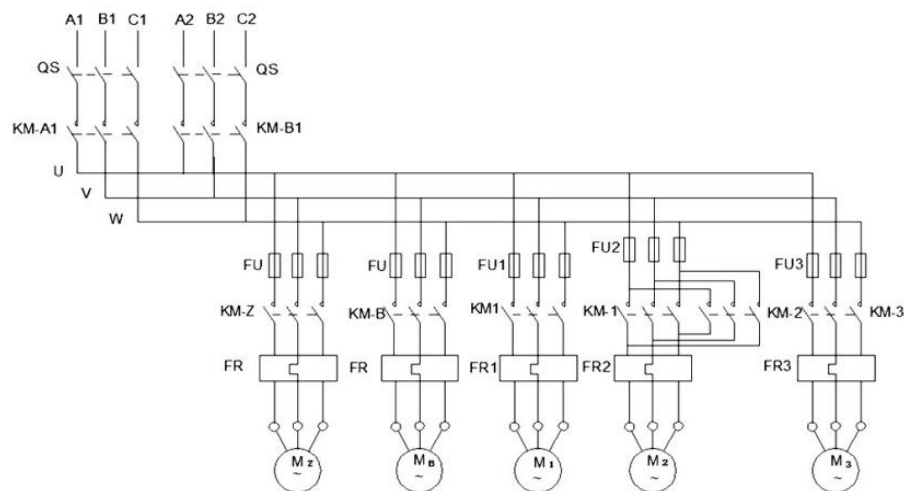 A1 B1 C1 A2 B2 C2
QS QS
KM-A1 KM-B1
U
V
W
FU FU FU1 FU2 FU3
KM-Z KM-B KM1 KM-1 KM-2 KM-3
FR FR FR1 FR2 FR3
MZ MB M1 M2 M3
~ ~ ~ ~ ~